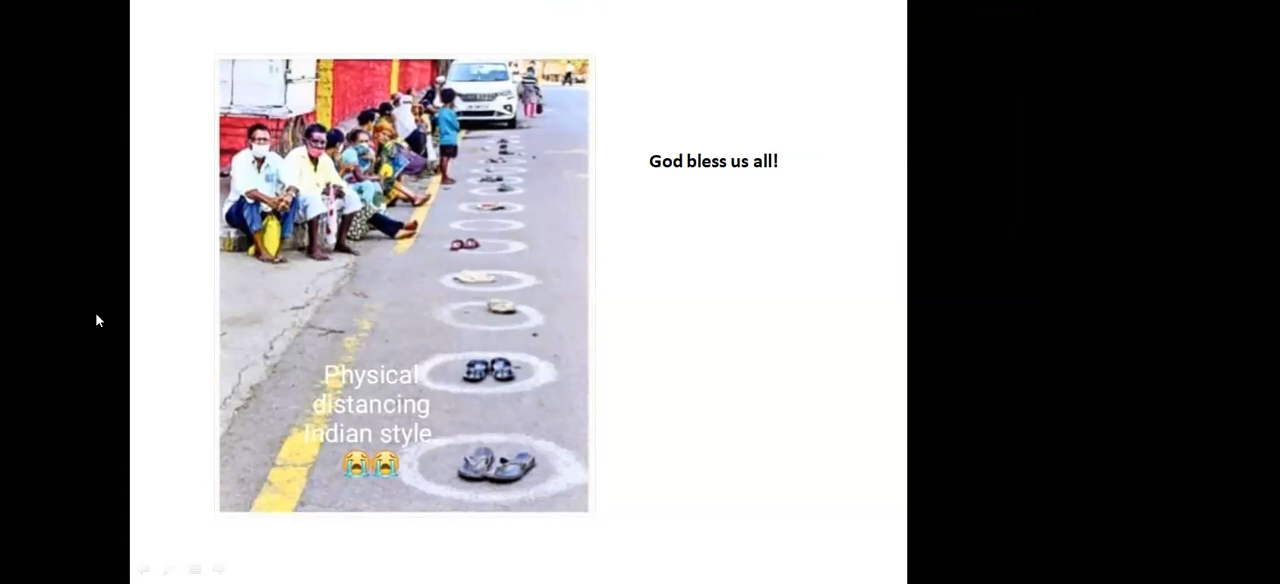 God bless us all!
Physical
distancing
Indian style
😭😭